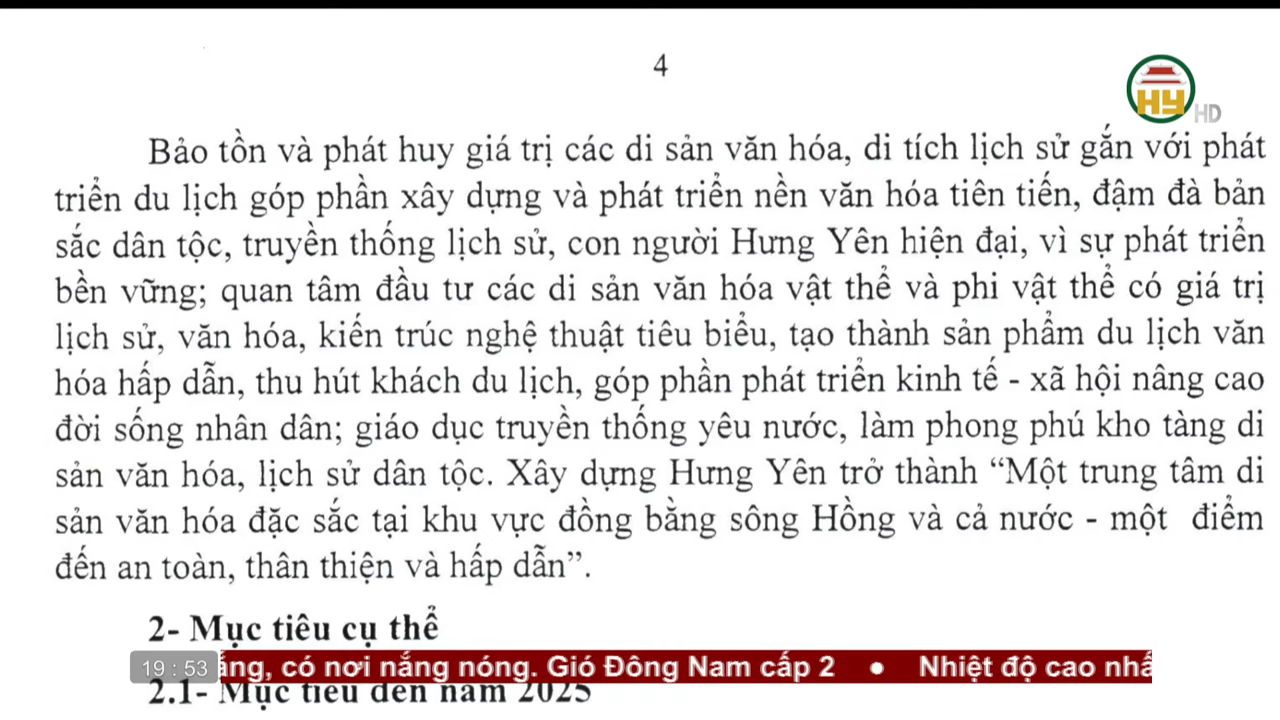 4
HY HD
Bảo tồn và phát huy giá trị các di sản văn hóa, di tích lịch sử gắn với phát
triển du lịch góp phần xây dựng và phát triển nền văn hóa tiên tiến, đậm đà bản
sắc dân tộc, truyền thống lịch sử, con người Hưng Yên hiện đại, vì sự phát triển
bền vững; quan tâm đầu tư các di sản văn hóa vật thể và phi vật thể có giá trị
lịch sử, văn hóa, kiến trúc nghệ thuật tiêu biểu, tạo thành sản phẩm du lịch văn
hóa hấp dẫn, thu hút khách du lịch, góp phần phát triển kinh tế - xã hội nâng cao
đời sống nhân dân; giáo dục truyền thống yêu nước, làm phong phú kho tàng di
sản văn hóa, lịch sử dân tộc. Xây dựng Hưng Yên trở thành “Một trung tâm di
sản văn hóa đặc sắc tại khu vực đồng bằng sông Hồng và cả nước - một điểm
đến an toàn, thân thiện và hấp dẫn”.
2- Mục tiêu cụ thể
19 : 53 ắng, có nơi nắng nóng. Gió Đông Nam cấp 2 • Nhiệt độ cao nhấ
2.1- Mục tiêu đến năm 2025